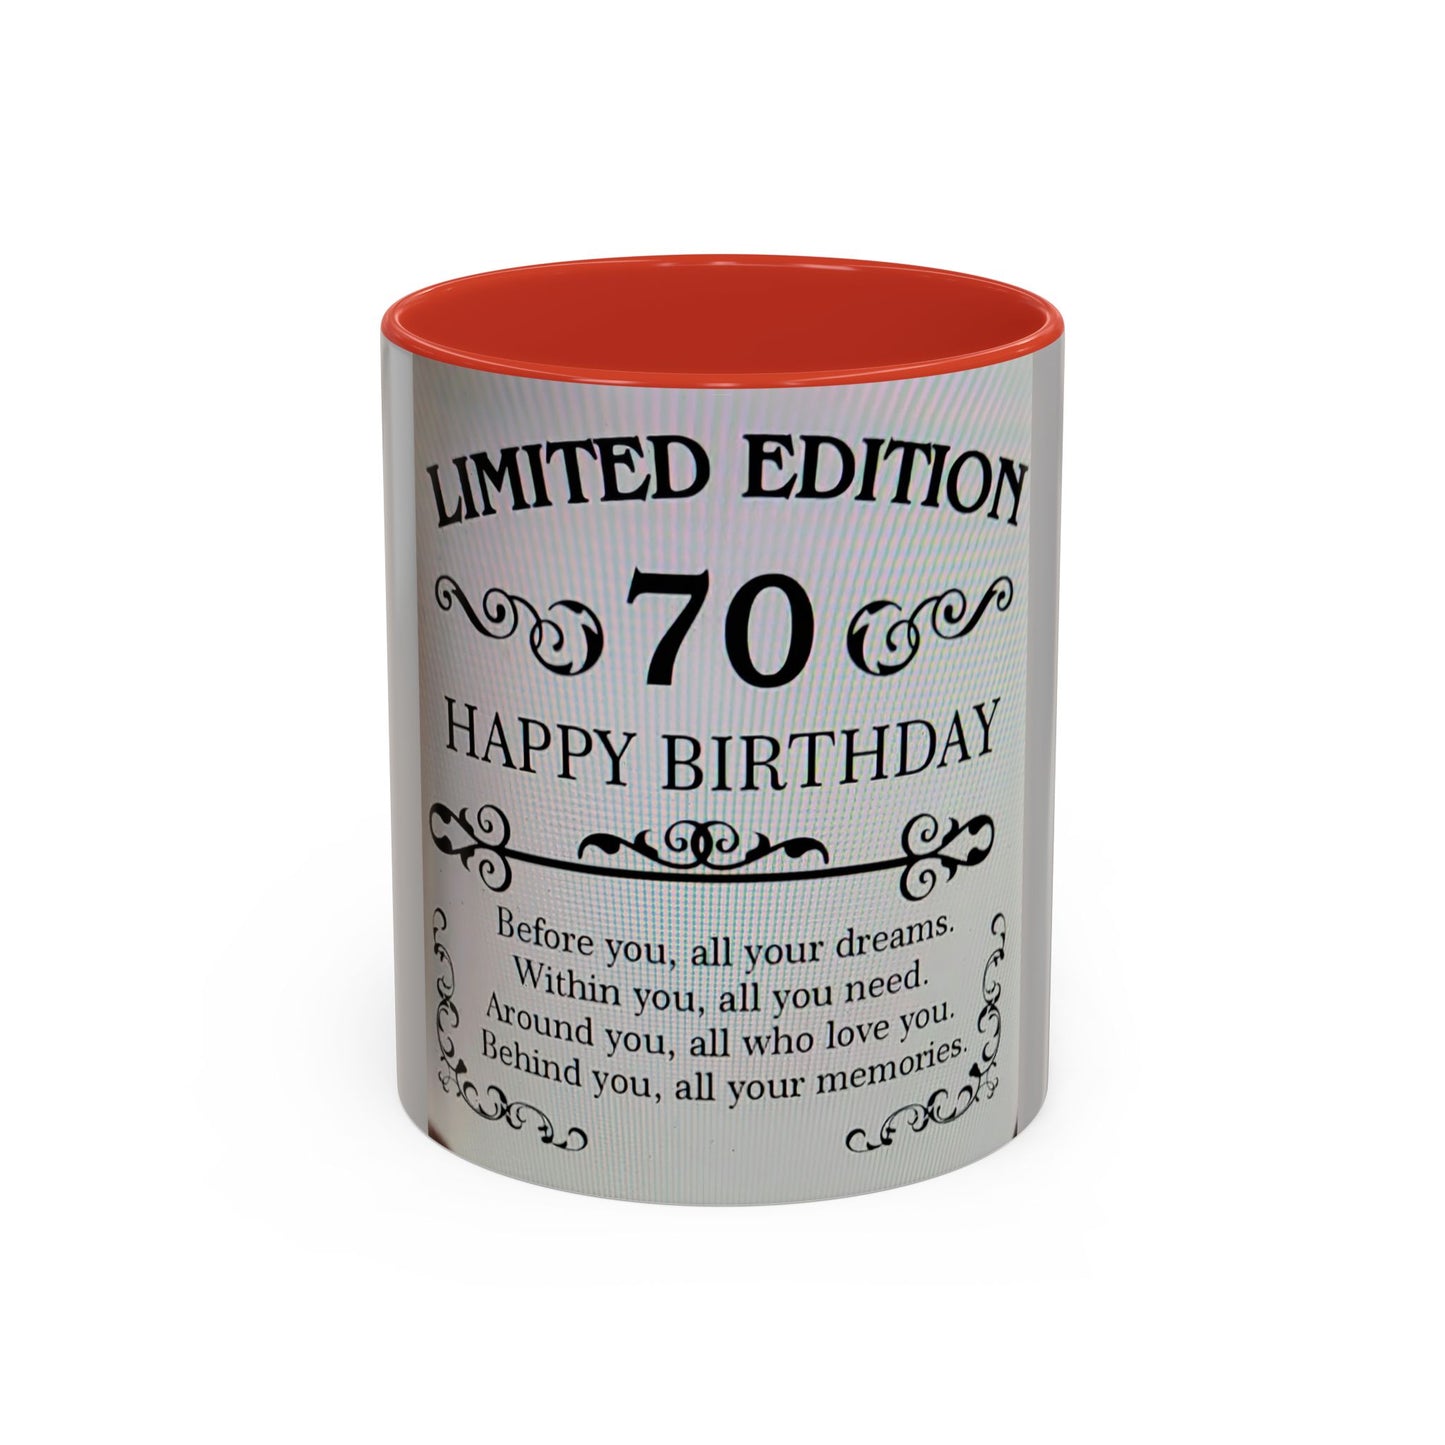 LIMITED EDITION
70
HAPPY BIRTHDAY
Before you, all your dreams.
Within you, all you need.
Around you, all who love you.
Behind you, all your memories.